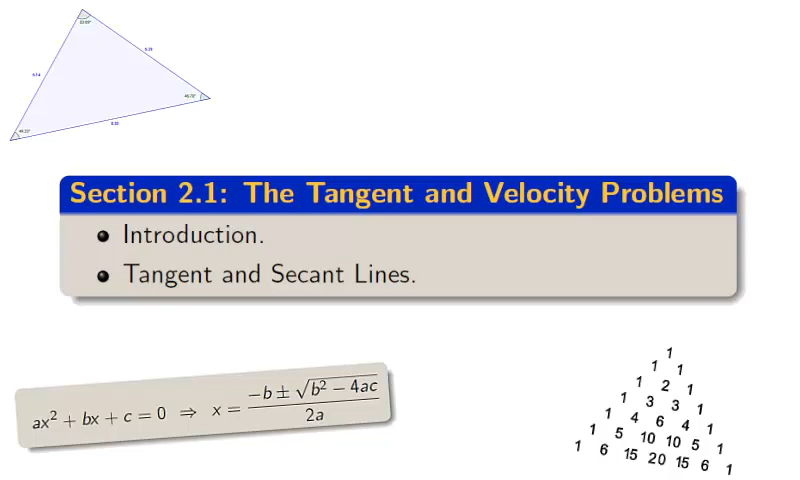 Section 2.1: The Tangent and Velocity Problems
Introduction.
Tangent and Secant Lines.
ax² + bx + c = 0 ⇒ x = (−b ± √(b² − 4ac)) / 2a
1
1 1
1 2 1
1 3 3 1
1 4 6 4 1
1 5 10 10 5 1
1 6 15 20 15 6 1